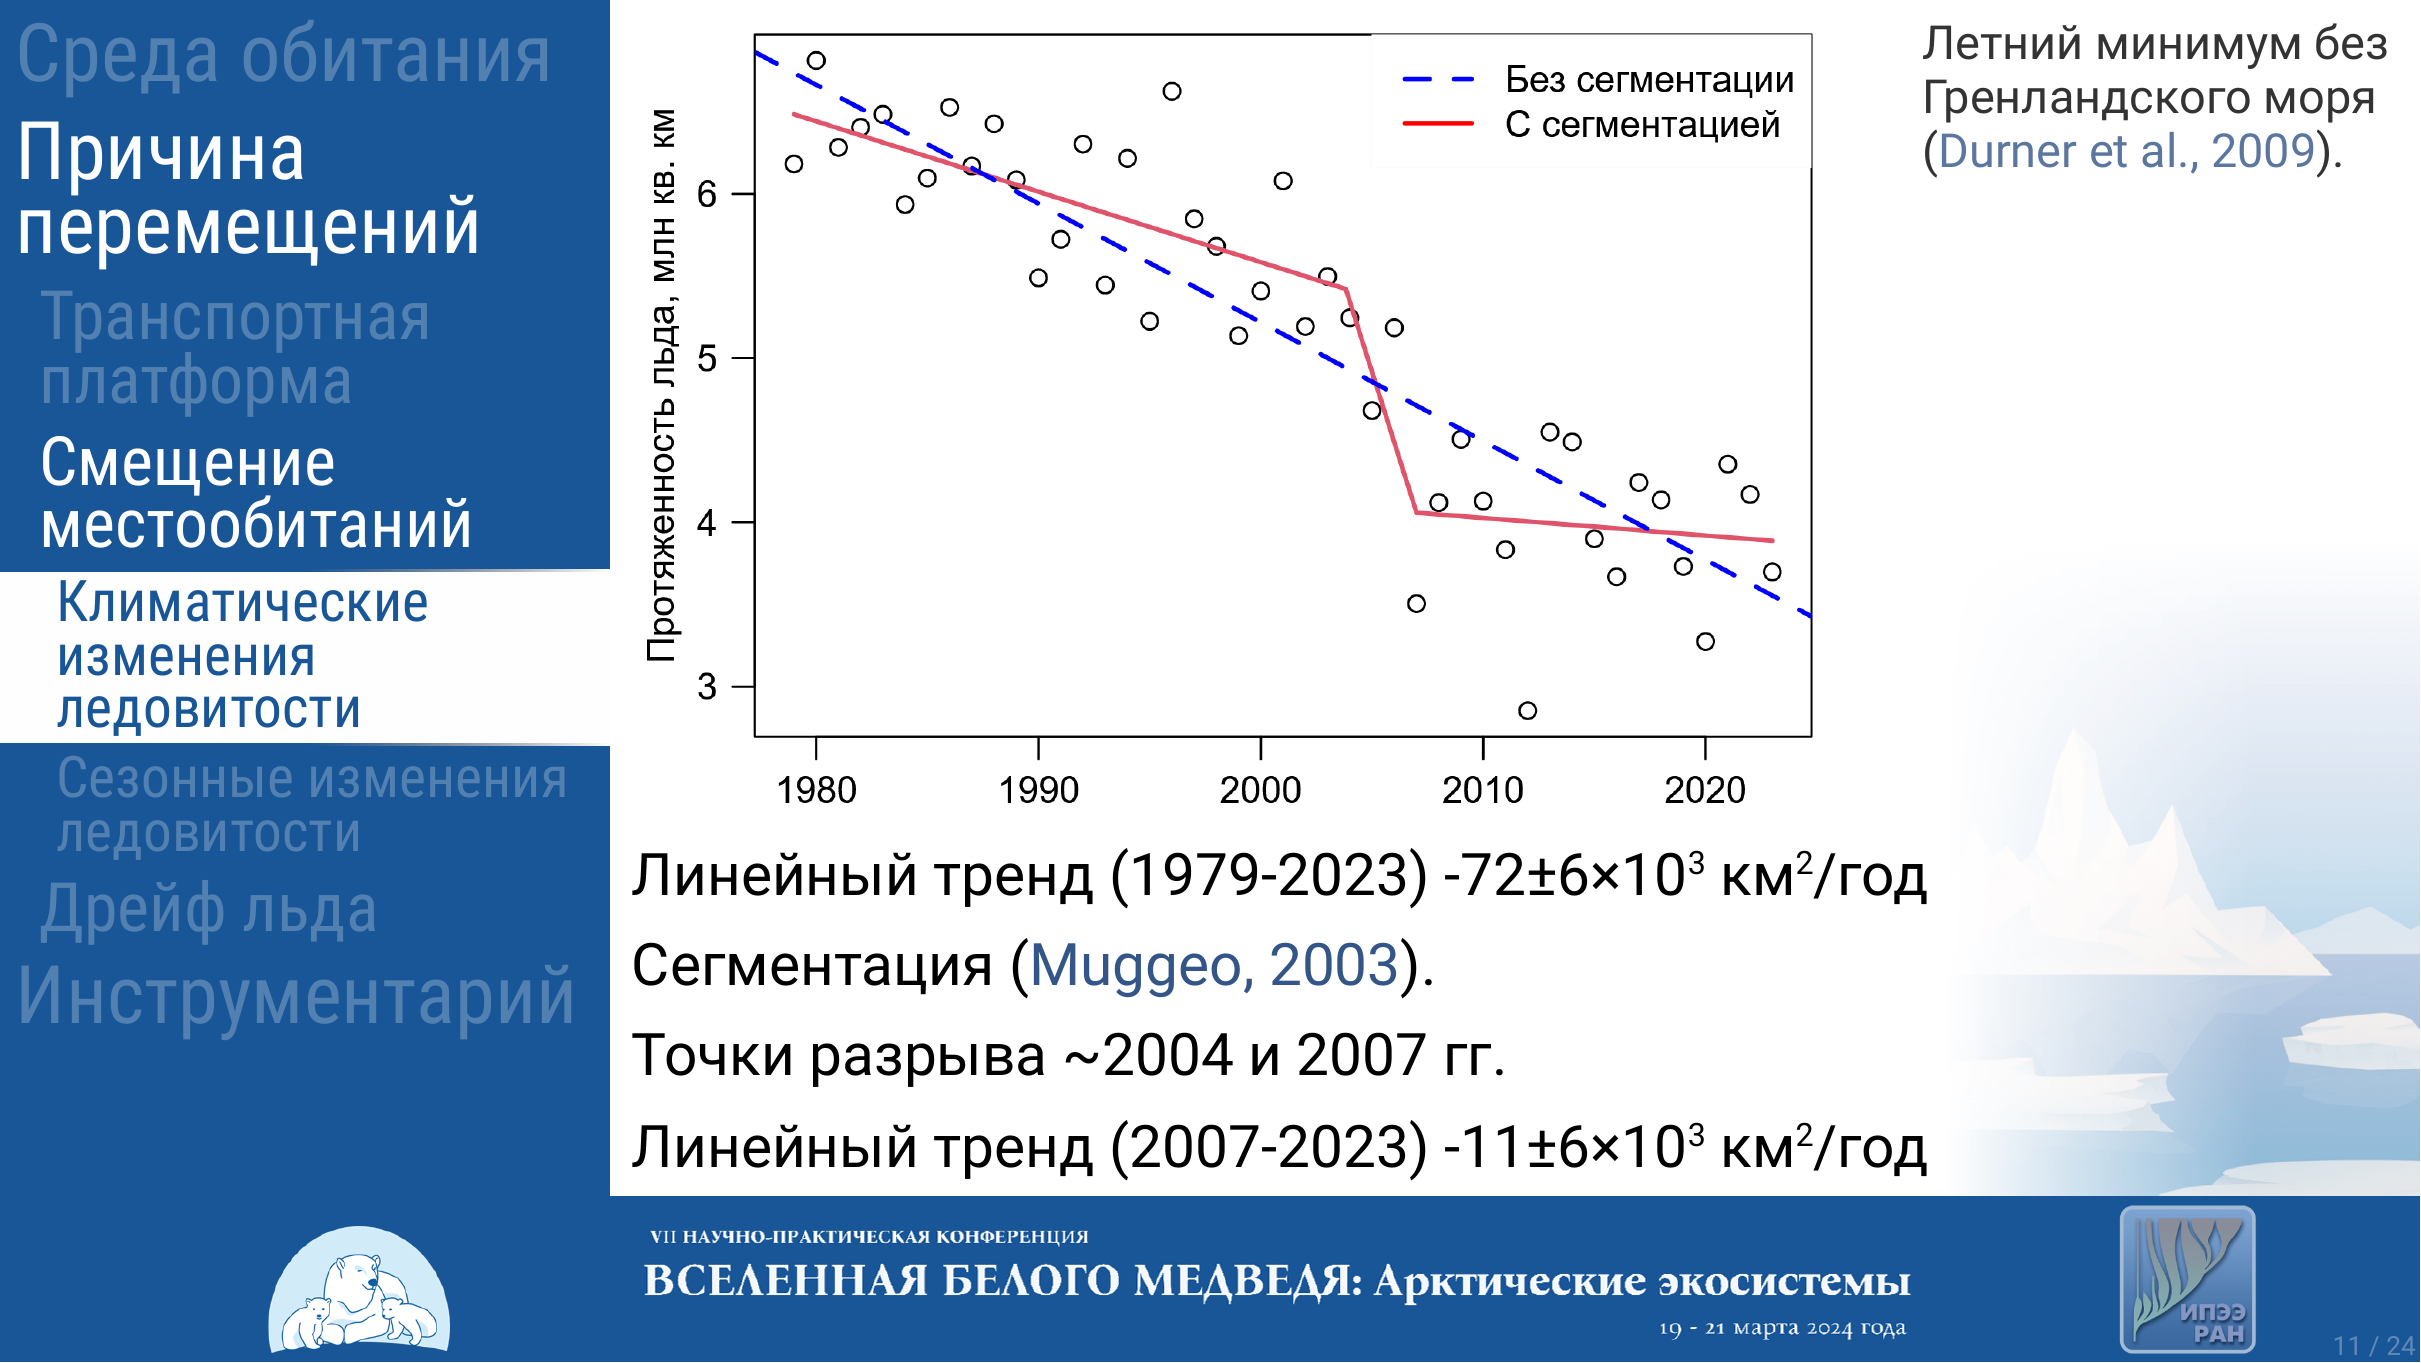 Среда обитания
Причина
перемещений
Транспортная
платформа
Смещение
местообитаний
Климатические
изменения
ледовитости
Сезонные изменения
ледовитости
Дрейф льда
Инструментарий
Протяженность льда, млн кв. км
6
5
4
3
1980 1990 2000 2010 2020
Без сегментации
С сегментацией
Летний минимум без
Гренландского моря
(Durner et al., 2009).
Линейный тренд (1979-2023) -72±6×10³ км²/год
Сегментация (Muggeo, 2003).
Точки разрыва ~2004 и 2007 гг.
Линейный тренд (2007-2023) -11±6×10³ км²/год
VII НАУЧНО-ПРАКТИЧЕСКАЯ КОНФЕРЕНЦИЯ
ВСЕЛЕННАЯ БЕЛОГО МЕДВЕДЯ: Арктические экосистемы
19 - 21 марта 2024 года
ИПЭЭ
РАН
11 / 24